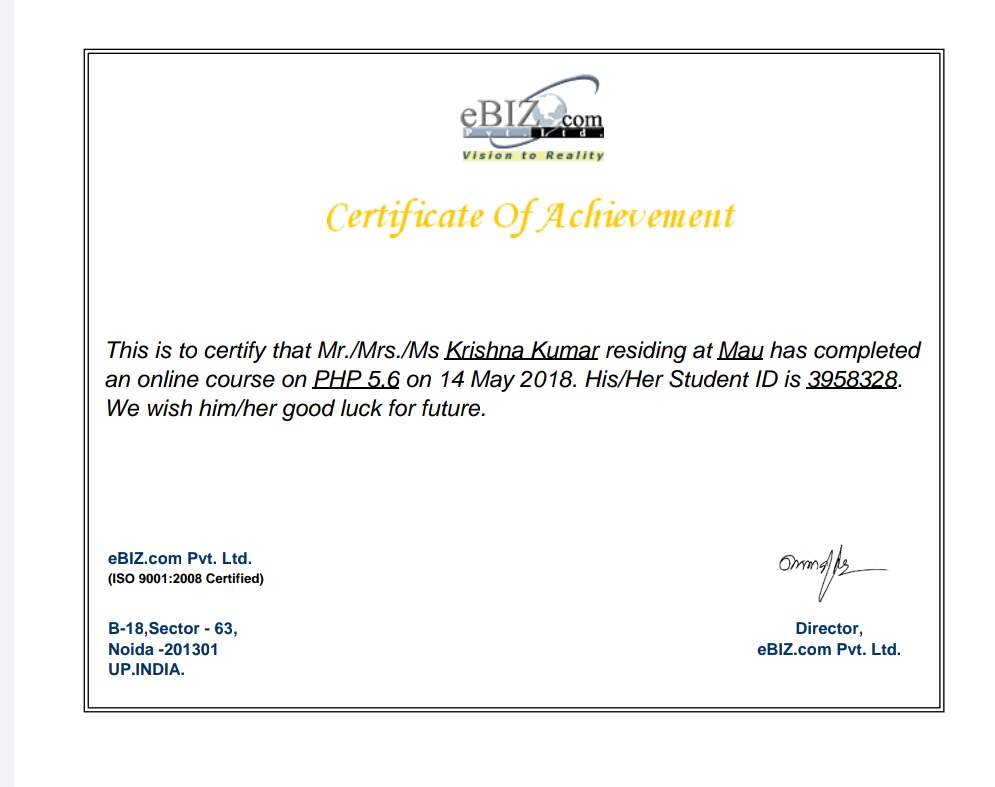 eBIZ.com
Pvt. Ltd.
Vision to Reality
Certificate Of Achievement
This is to certify that Mr./Mrs./Ms Krishna Kumar residing at Mau has completed
an online course on PHP 5.6 on 14 May 2018. His/Her Student ID is 3958328.
We wish him/her good luck for future.
eBIZ.com Pvt. Ltd.
(ISO 9001:2008 Certified)
B-18,Sector - 63,
Noida -201301
UP.INDIA.
Director,
eBIZ.com Pvt. Ltd.